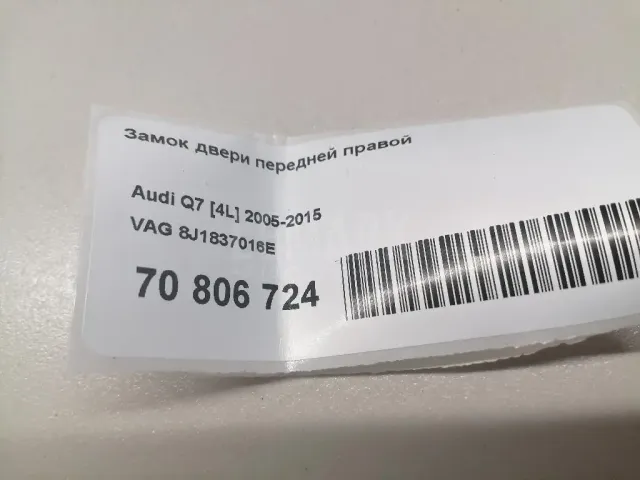 Замок двери передней правой
Audi Q7 [4L] 2005-2015
VAG 8J1837016E
70 806 724